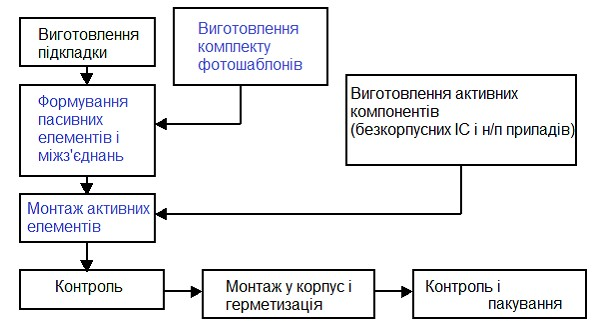 Виготовлення
підкладки
Виготовлення
комплекту
фотошаблонів
Формування
пасивних
елементів і
міжз'єднань
Виготовлення активних
компонентів
(безкорпусних ІС і н/п припадів)
Монтаж активних
елементів
Контроль
Монтаж у корпус і
герметизація
Контроль і
пакування